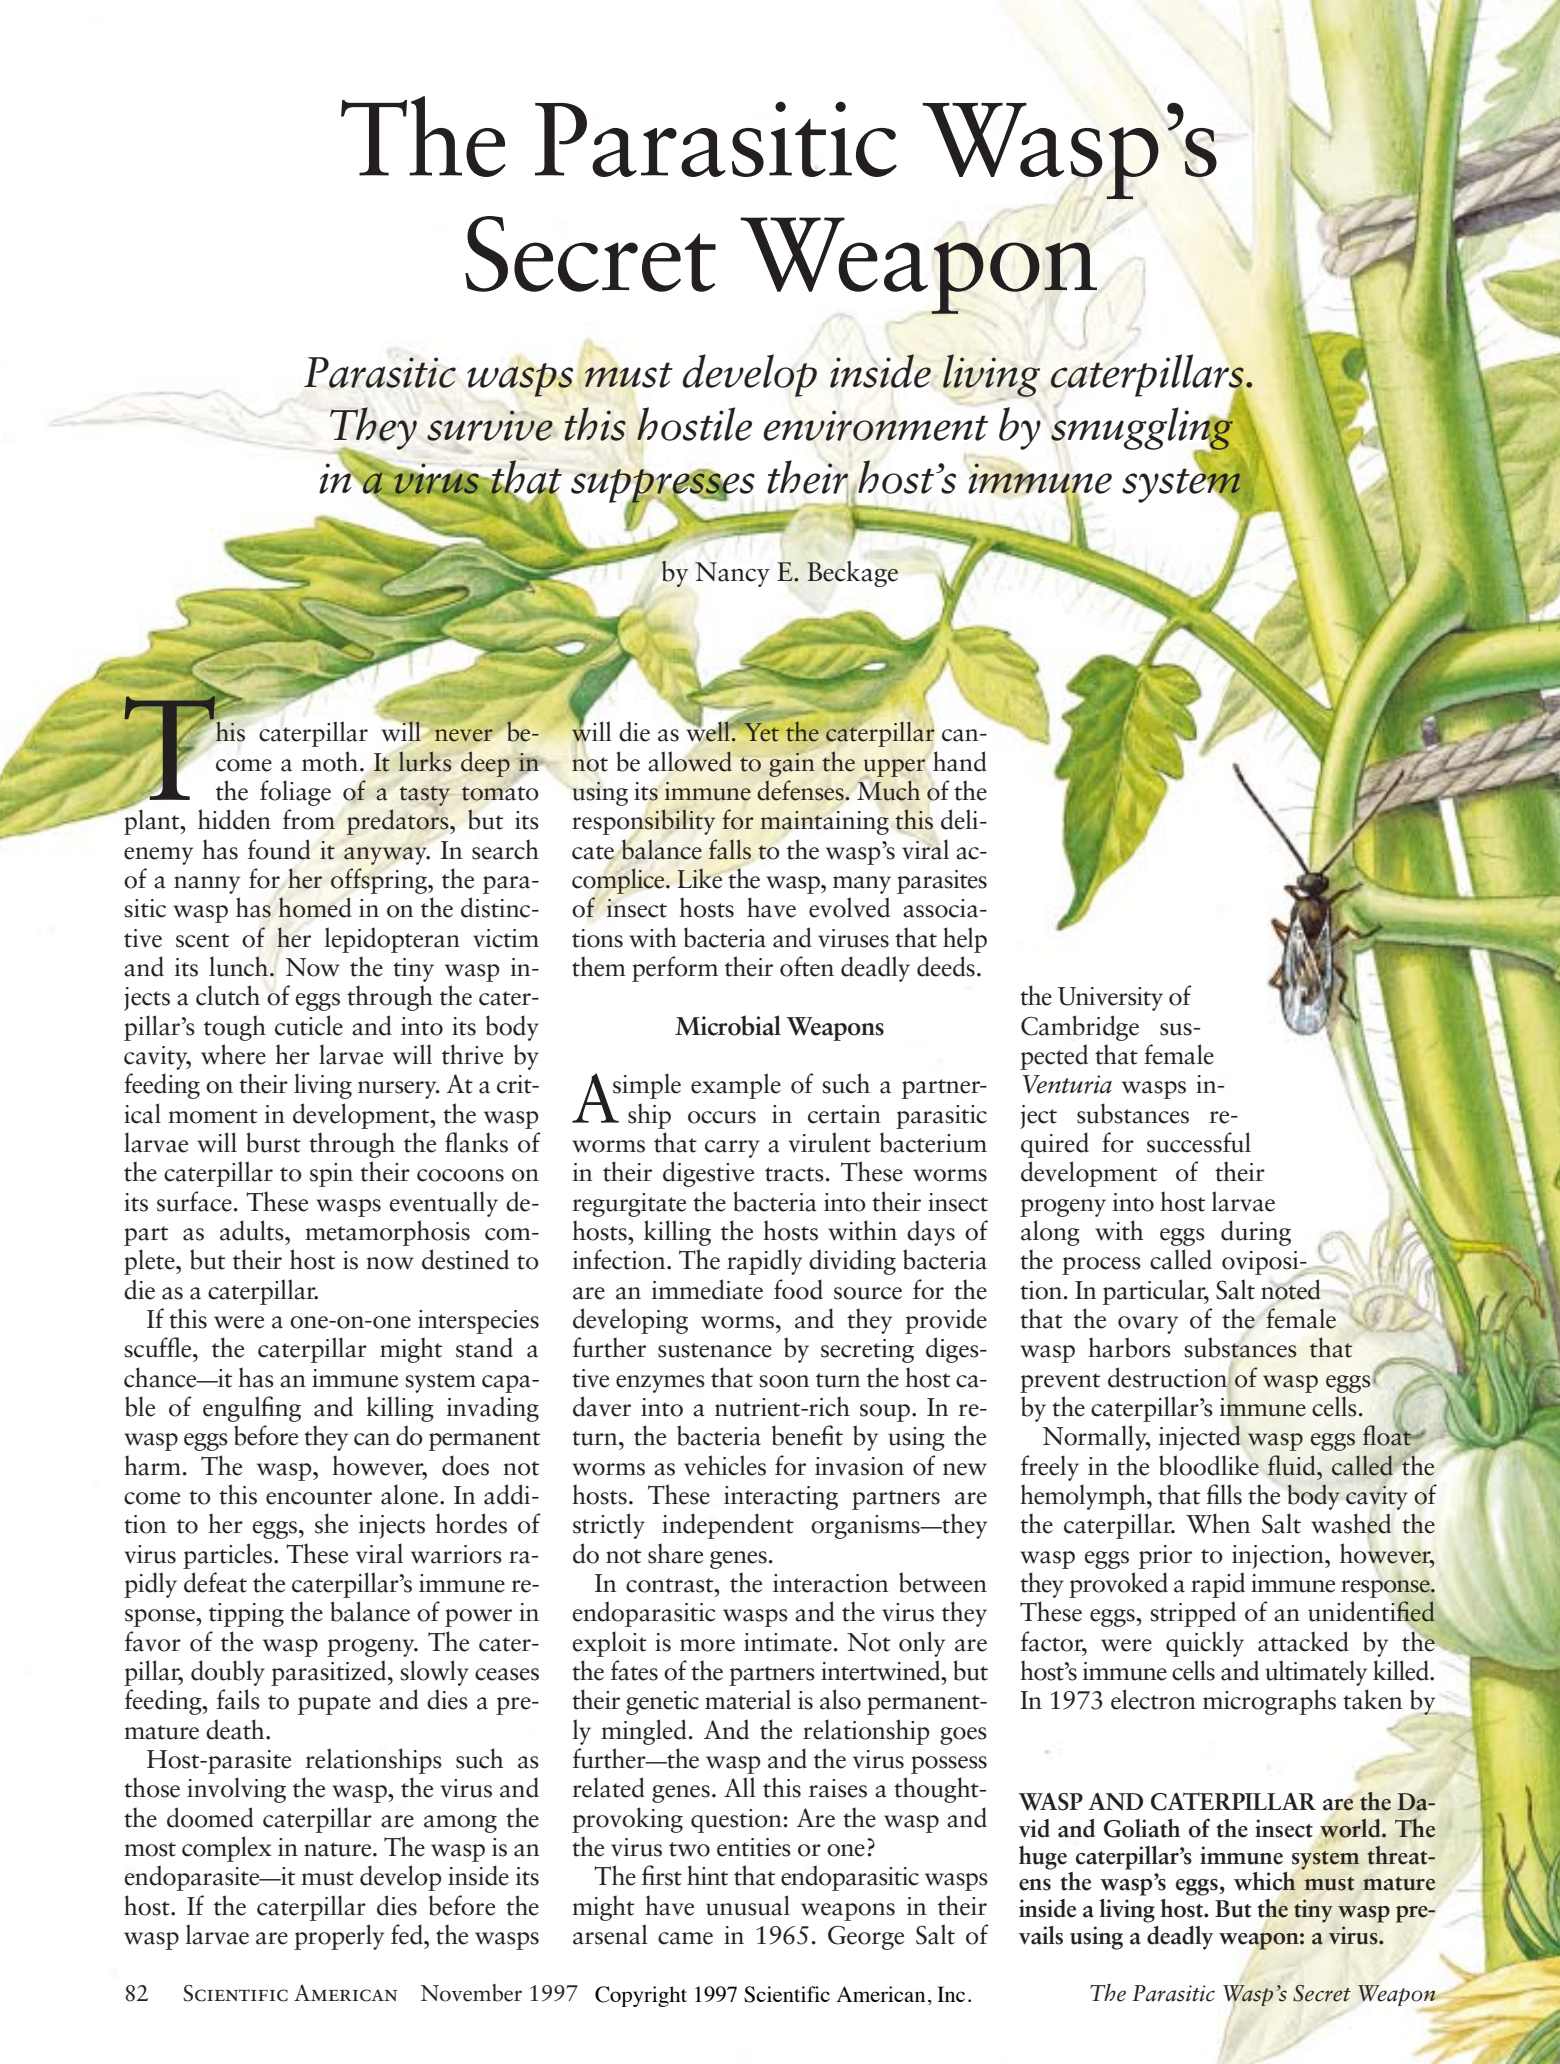 The Parasitic Wasp's
Secret Weapon
Parasitic wasps must develop inside living caterpillars.
They survive this hostile environment by smuggling
in a virus that suppresses their host's immune system
by Nancy E. Beckage
This caterpillar will never be-
come a moth. It lurks deep in
the foliage of a tasty tomato
plant, hidden from predators, but its
enemy has found it anyway. In search
of a nanny for her offspring, the para-
sitic wasp has homed in on the distinc-
tive scent of her lepidopteran victim
and its lunch. Now the tiny wasp in-
jects a clutch of eggs through the cater-
pillar's tough cuticle and into its body
cavity, where her larvae will thrive by
feeding on their living nursery. At a crit-
ical moment in development, the wasp
larvae will burst through the flanks of
the caterpillar to spin their cocoons on
its surface. These wasps eventually de-
part as adults, metamorphosis com-
plete, but their host is now destined to
die as a caterpillar.
If this were a one-on-one interspecies
scuffle, the caterpillar might stand a
chance—it has an immune system capa-
ble of engulfing and killing invading
wasp eggs before they can do permanent
harm. The wasp, however, does not
come to this encounter alone. In addi-
tion to her eggs, she injects hordes of
virus particles. These viral warriors ra-
pidly defeat the caterpillar's immune re-
sponse, tipping the balance of power in
favor of the wasp progeny. The cater-
pillar, doubly parasitized, slowly ceases
feeding, fails to pupate and dies a pre-
mature death.
Host-parasite relationships such as
those involving the wasp, the virus and
the doomed caterpillar are among the
most complex in nature. The wasp is an
endoparasite—it must develop inside its
host. If the caterpillar dies before the
wasp larvae are properly fed, the wasps
will die as well. Yet the caterpillar can-
not be allowed to gain the upper hand
using its immune defenses. Much of the
responsibility for maintaining this deli-
cate balance falls to the wasp's viral ac-
complice. Like the wasp, many parasites
of insect hosts have evolved associa-
tions with bacteria and viruses that help
them perform their often deadly deeds.
Microbial Weapons
A simple example of such a partner-
ship occurs in certain parasitic
worms that carry a virulent bacterium
in their digestive tracts. These worms
regurgitate the bacteria into their insect
hosts, killing the hosts within days of
infection. The rapidly dividing bacteria
are an immediate food source for the
developing worms, and they provide
further sustenance by secreting diges-
tive enzymes that soon turn the host ca-
daver into a nutrient-rich soup. In re-
turn, the bacteria benefit by using the
worms as vehicles for invasion of new
hosts. These interacting partners are
strictly independent organisms—they
do not share genes.
In contrast, the interaction between
endoparasitic wasps and the virus they
exploit is more intimate. Not only are
the fates of the partners intertwined, but
their genetic material is also permanent-
ly mingled. And the relationship goes
further—the wasp and the virus possess
related genes. All this raises a thought-
provoking question: Are the wasp and
the virus two entities or one?
The first hint that endoparasitic wasps
might have unusual weapons in their
arsenal came in 1965. George Salt of
the University of
Cambridge sus-
pected that female
Venturia wasps in-
ject substances re-
quired for successful
development of their
progeny into host larvae
along with eggs during
the process called oviposi-
tion. In particular, Salt noted
that the ovary of the female
wasp harbors substances that
prevent destruction of wasp eggs
by the caterpillar's immune cells.
Normally, injected wasp eggs float
freely in the bloodlike fluid, called the
hemolymph, that fills the body cavity of
the caterpillar. When Salt washed the
wasp eggs prior to injection, however,
they provoked a rapid immune response.
These eggs, stripped of an unidentified
factor, were quickly attacked by the
host's immune cells and ultimately killed.
In 1973 electron micrographs taken by
WASP AND CATERPILLAR are the Da-
vid and Goliath of the insect world. The
huge caterpillar's immune system threat-
ens the wasp's eggs, which must mature
inside a living host. But the tiny wasp pre-
vails using a deadly weapon: a virus.
82 SCIENTIFIC AMERICAN November 1997 Copyright 1997 Scientific American, Inc. The Parasitic Wasp's Secret Weapon